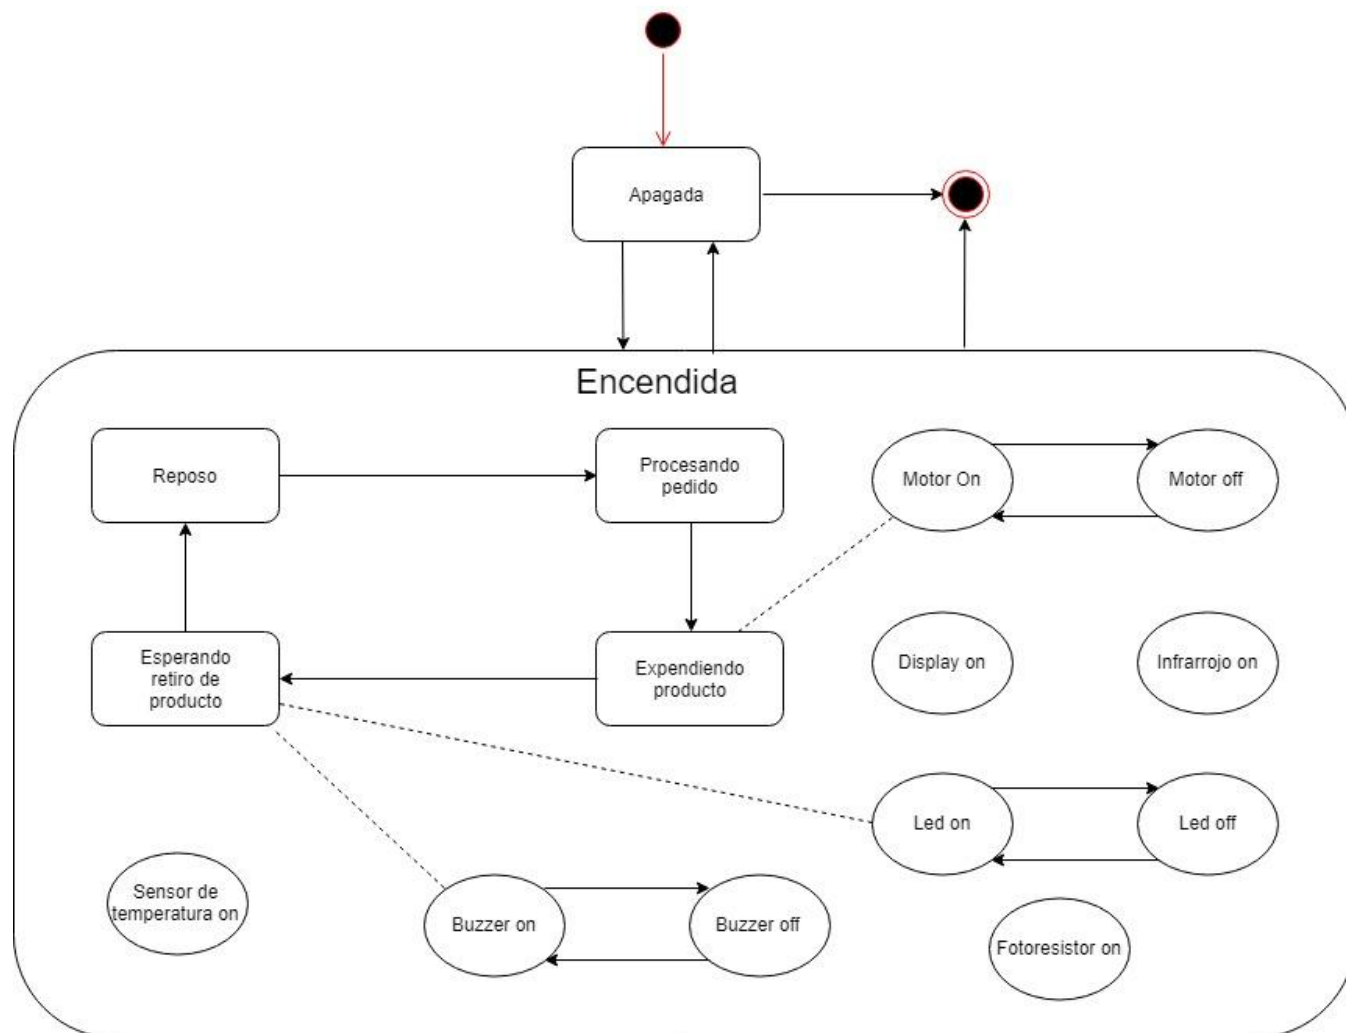 Apagada
Encendida
Reposo
Procesando
pedido
Motor On
Motor off
Esperando
retiro de
producto
Expendiendo
producto
Display on
Infrarrojo on
Led on
Led off
Sensor de
temperatura on
Buzzer on
Buzzer off
Fotoresistor on